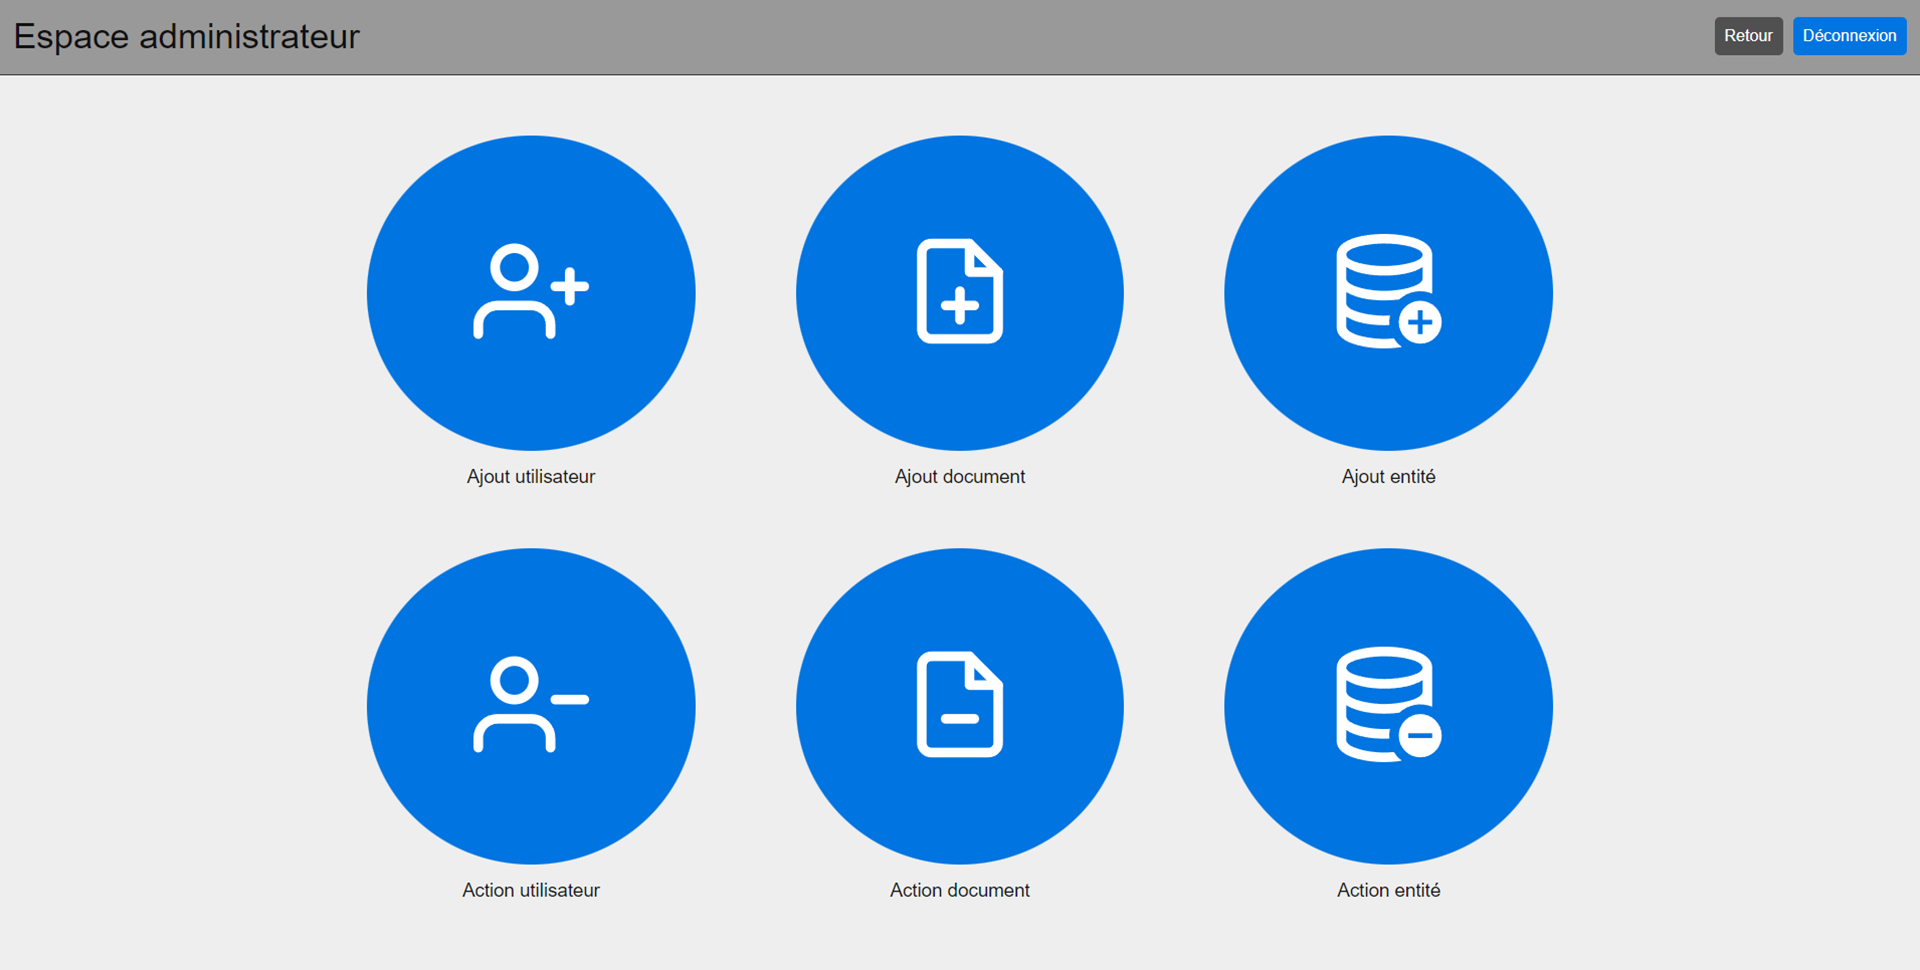 Espace administrateur
Retour
Déconnexion
Ajout utilisateur
Ajout document
Ajout entité
Action utilisateur
Action document
Action entité